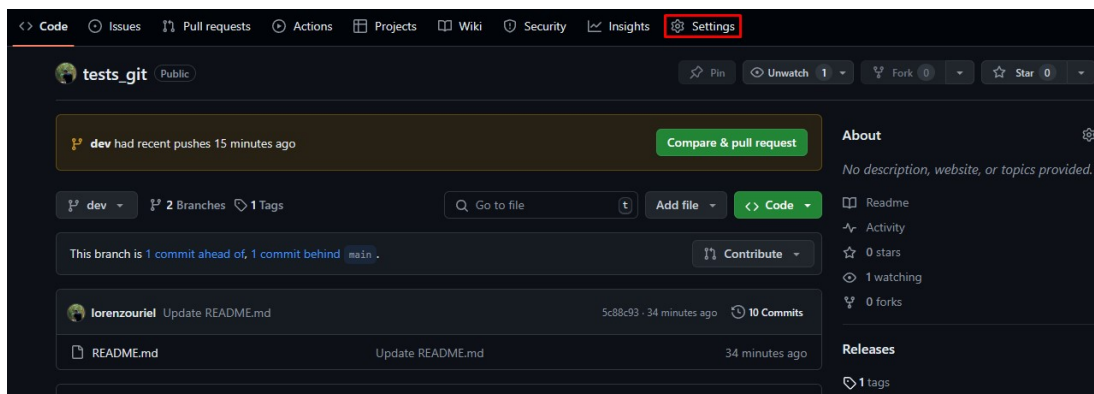 <> Code Issues Pull requests Actions Projects Wiki Security Insights Settings
tests_git Public Pin Unwatch 1 Fork 0 Star 0
dev had recent pushes 15 minutes ago Compare & pull request
dev 2 Branches 1 Tags Go to file t Add file <> Code
This branch is 1 commit ahead of, 1 commit behind main . Contribute
lorenzouriel Update README.md 5c88c93 · 34 minutes ago 10 Commits
README.md Update README.md 34 minutes ago
About
No description, website, or topics provided.
Readme
Activity
0 stars
1 watching
0 forks
Releases
1 tags